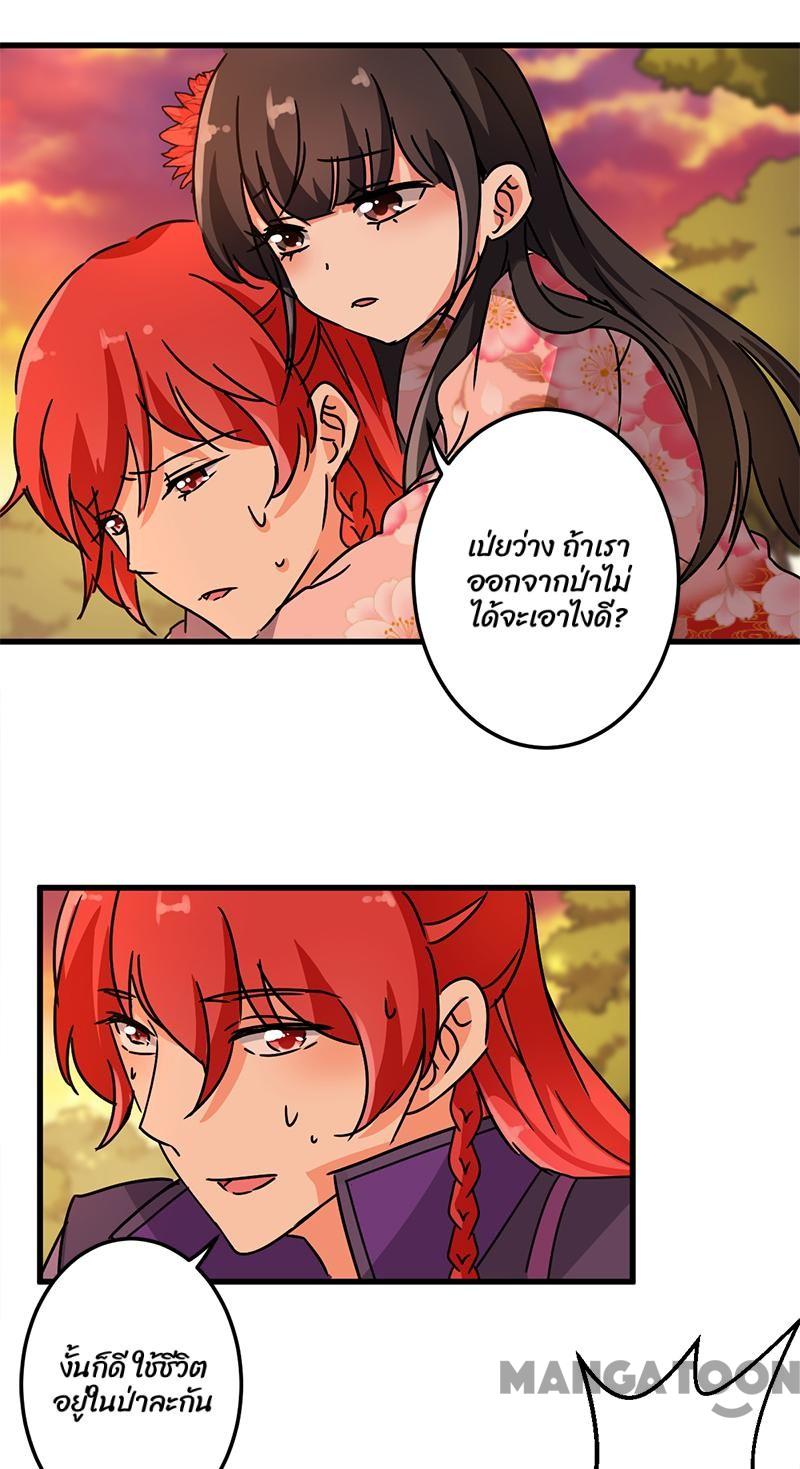 เป่ยว่าง ถ้าเรา
ออกจากป่าไม่
ได้จะเอาไงดี?
งั้นก็ดี ใช้ชีวิต
อยู่ในป่าละกัน
MANGATOON